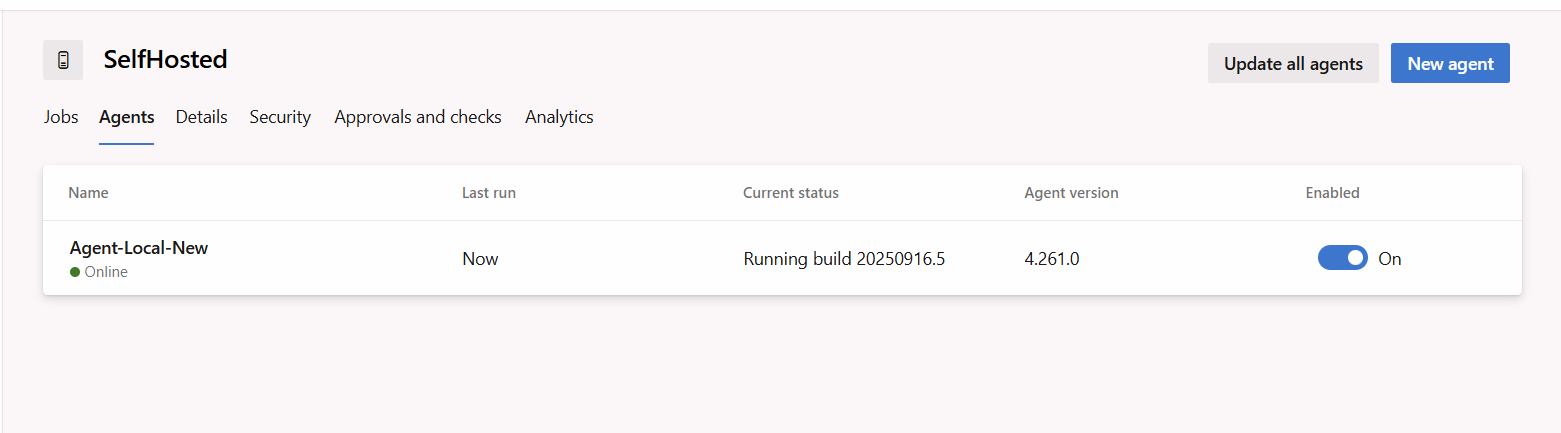 SelfHosted
Update all agents
New agent
Jobs Agents Details Security Approvals and checks Analytics
Name Last run Current status Agent version Enabled
Agent-Local-New
Online
Now
Running build 20250916.5
4.261.0
On